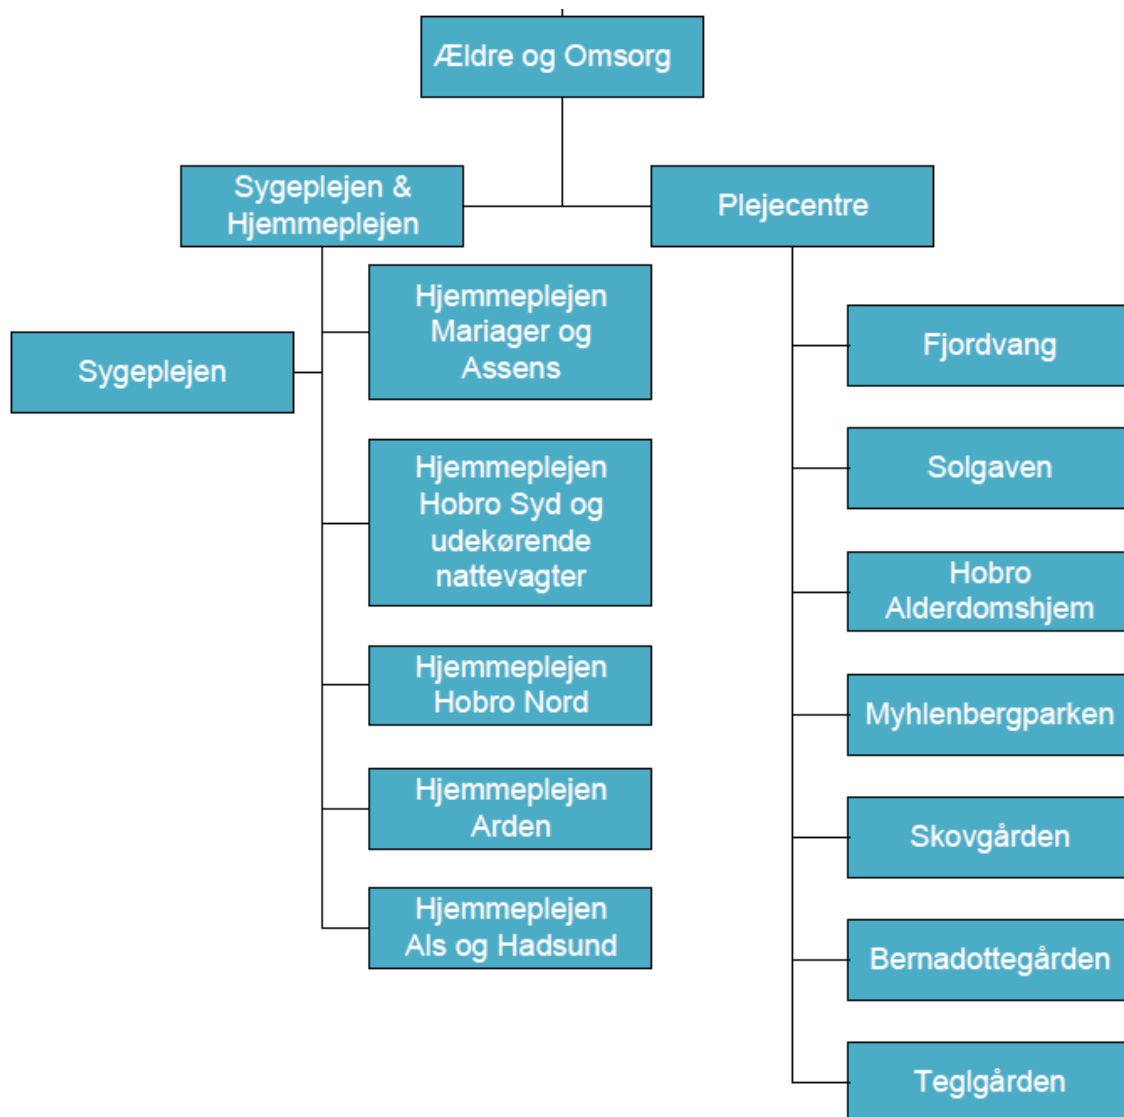 Ældre og Omsorg
Sygeplejen &
Hjemmeplejen
Plejecentre
Sygeplejen
Hjemmeplejen
Mariager og
Assens
Hjemmeplejen
Hobro Syd og
udekørende
nattevagter
Hjemmeplejen
Hobro Nord
Hjemmeplejen
Arden
Hjemmeplejen
Als og Hadsund
Fjordvang
Solgaven
Hobro
Alderdomshjem
Myhlenbergparken
Skovgården
Bernadottegården
Teglgården